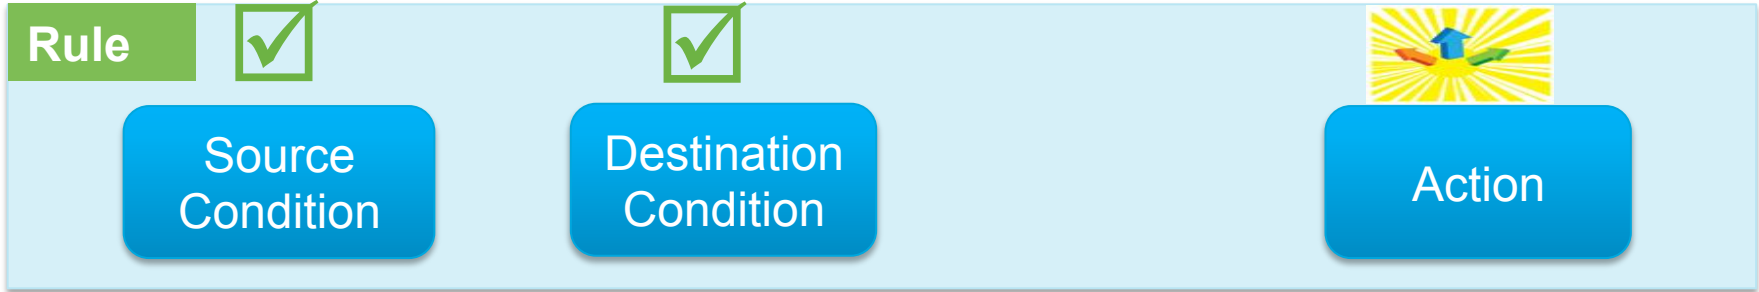 Rule
Source
Condition
Destination
Condition
Action